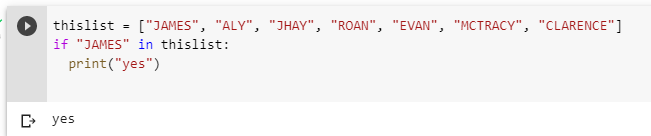 thislist = ["JAMES", "ALY", "JHAY", "ROAN", "EVAN", "MCTRACY", "CLARENCE"]
if "JAMES" in thislist:
  print("yes")
yes